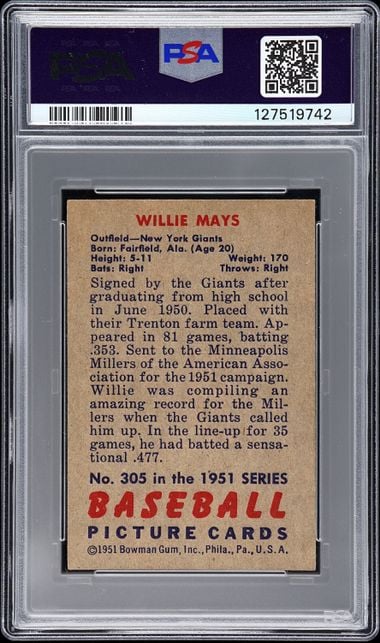 PSA
PSA
127519742
WILLIE MAYS
Outfield—New York Giants
Born: Fairfield, Ala. (Age 20)
Height: 5-11 Weight: 170
Bats: Right Throws: Right
Signed by the Giants after
graduating from high school
in June 1950. Placed with
their Trenton farm team. Ap-
peared in 81 games, batting
.353. Sent to the Minneapolis
Millers of the American Asso-
ciation for the 1951 campaign.
Willie was compiling an
amazing record for the Mil-
lers when the Giants called
him up. In the line-up for 35
games, he had batted a sensa-
tional .477.
No. 305 in the 1951 SERIES
BASEBALL
PICTURE CARDS
©1951 Bowman Gum, Inc., Phila., Pa., U.S.A.
PSA